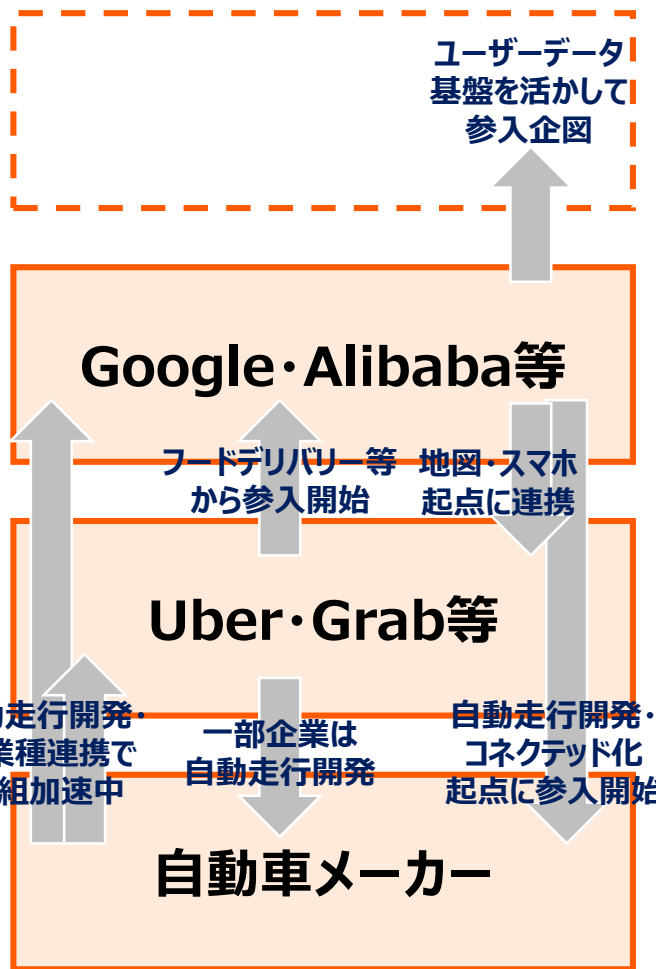 ユーザーデータ
基盤を活かして
参入企図
Google・Alibaba等
フードデリバリー等
から参入開始
地図・スマホ
起点に連携
Uber・Grab等
走行開発・
業種連携で
組加速中
一部企業は
自動走行開発
自動走行開発・
コネクテッド化
起点に参入開始
自動車メーカー